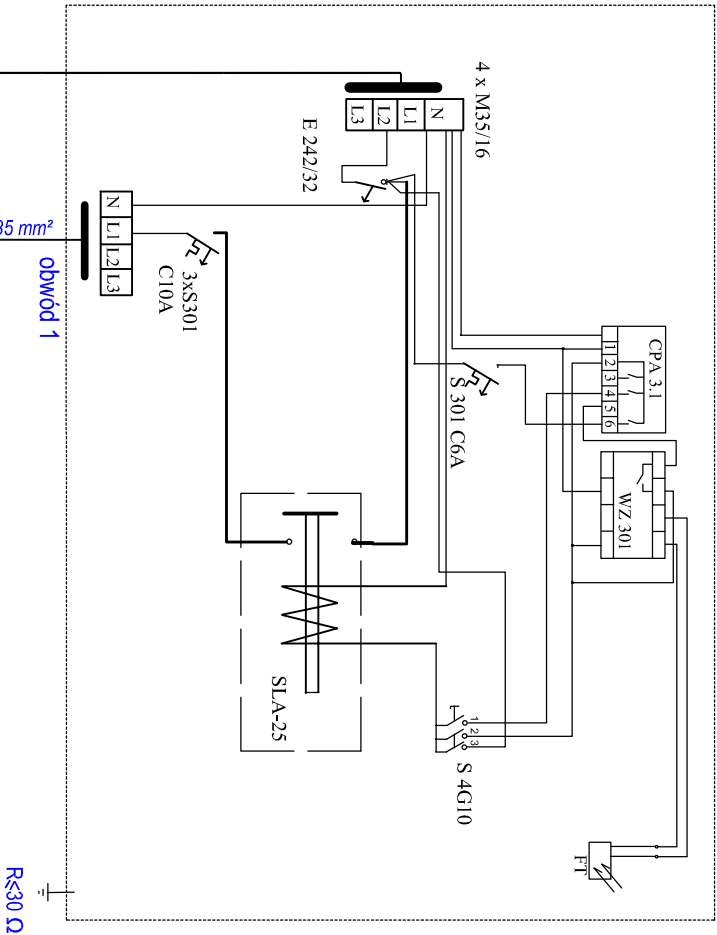 4 x M35/16
N
L1
L2
L3
E 242/32
N
L1
L2
L3
35 mm²
obwód 1
3xS301
C10A
S 301 C6A
CPA 3.1
1
2
3
4
5
6
WZ 301
SLA-25
1
2
3
S 4G10
FT
R≤30 Ω